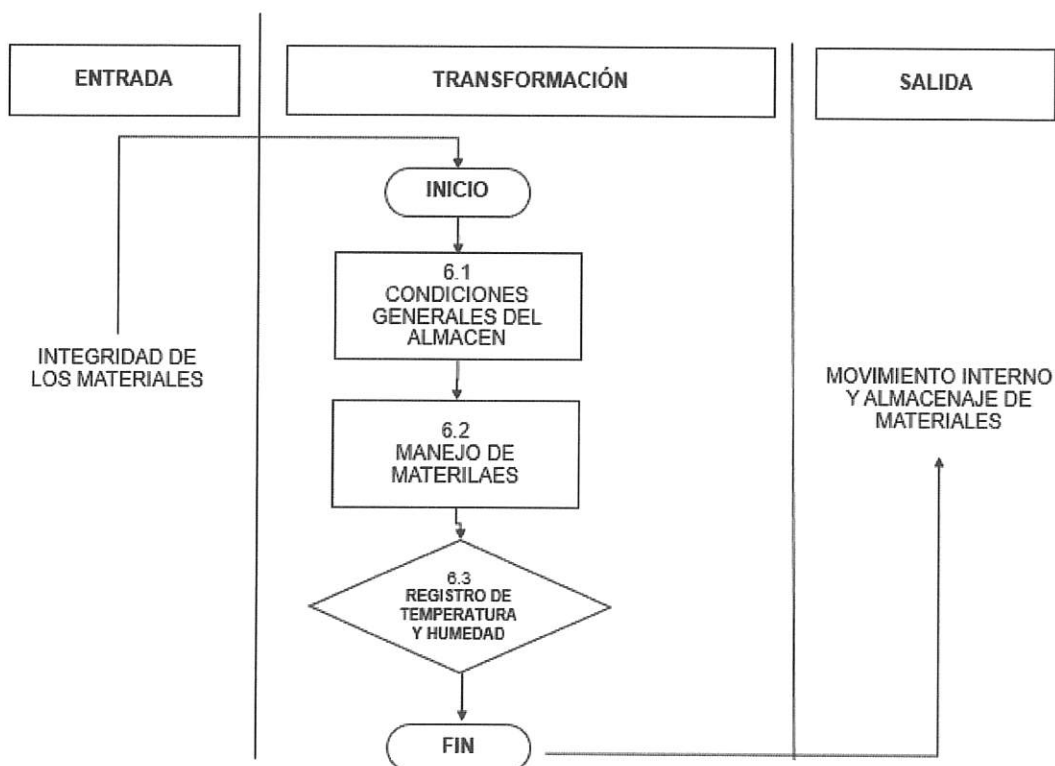 ENTRADA
TRANSFORMACIÓN
SALIDA
INICIO
6.1
CONDICIONES
GENERALES DEL
ALMACEN
INTEGRIDAD DE
LOS MATERIALES
MOVIMIENTO INTERNO
Y ALMACENAJE DE
MATERIALES
6.2
MANEJO DE
MATERILAES
6.3
REGISTRO DE
TEMPERATURA
Y HUMEDAD
FIN